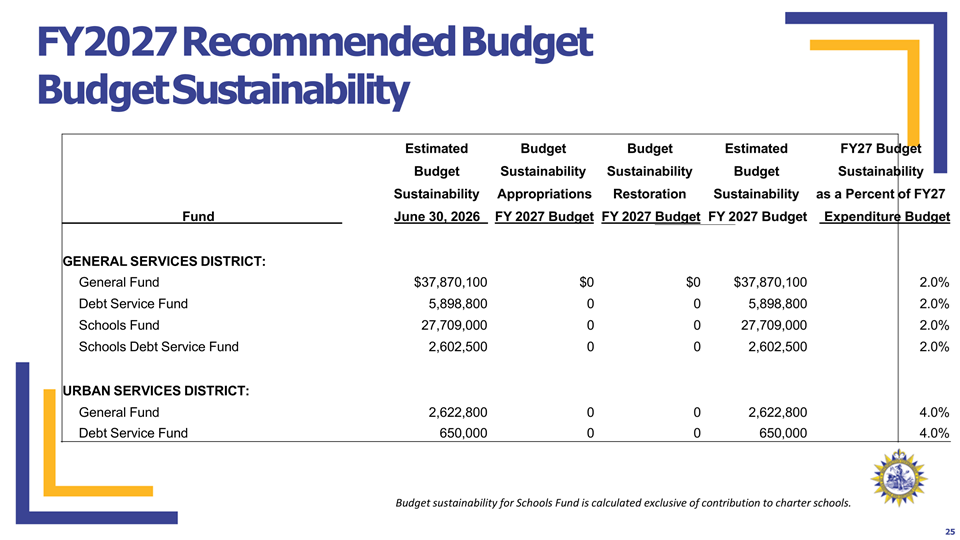 FY2027 Recommended Budget
Budget Sustainability
Estimated Budget Budget Estimated FY27 Budget
Budget Sustainability Sustainability Budget Sustainability
Sustainability Appropriations Restoration Sustainability as a Percent of FY27
Fund June 30, 2026 FY 2027 Budget FY 2027 Budget FY 2027 Budget Expenditure Budget
GENERAL SERVICES DISTRICT:
General Fund $37,870,100 $0 $0 $37,870,100 2.0%
Debt Service Fund 5,898,800 0 0 5,898,800 2.0%
Schools Fund 27,709,000 0 0 27,709,000 2.0%
Schools Debt Service Fund 2,602,500 0 0 2,602,500 2.0%
URBAN SERVICES DISTRICT:
General Fund 2,622,800 0 0 2,622,800 4.0%
Debt Service Fund 650,000 0 0 650,000 4.0%
Budget sustainability for Schools Fund is calculated exclusive of contribution to charter schools.
25